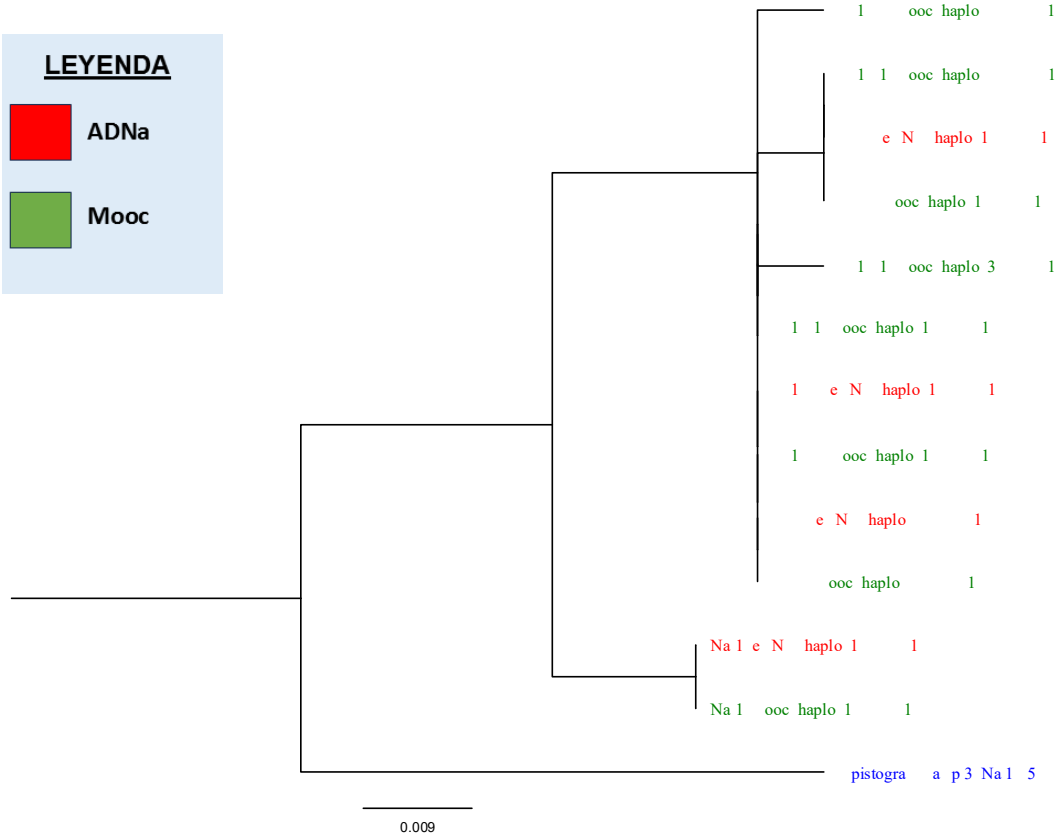 LEYENDA
ADNa
Mooc
1 ooc haplo 1
1 1 ooc haplo 1
e N haplo 1 1
ooc haplo 1 1
1 1 ooc haplo 3 1
1 1 ooc haplo 1 1
1 e N haplo 1 1
1 ooc haplo 1 1
e N haplo 1
ooc haplo 1
Na 1 e N haplo 1 1
Na 1 ooc haplo 1 1
pistogra a p 3 Na 1 5
0.009